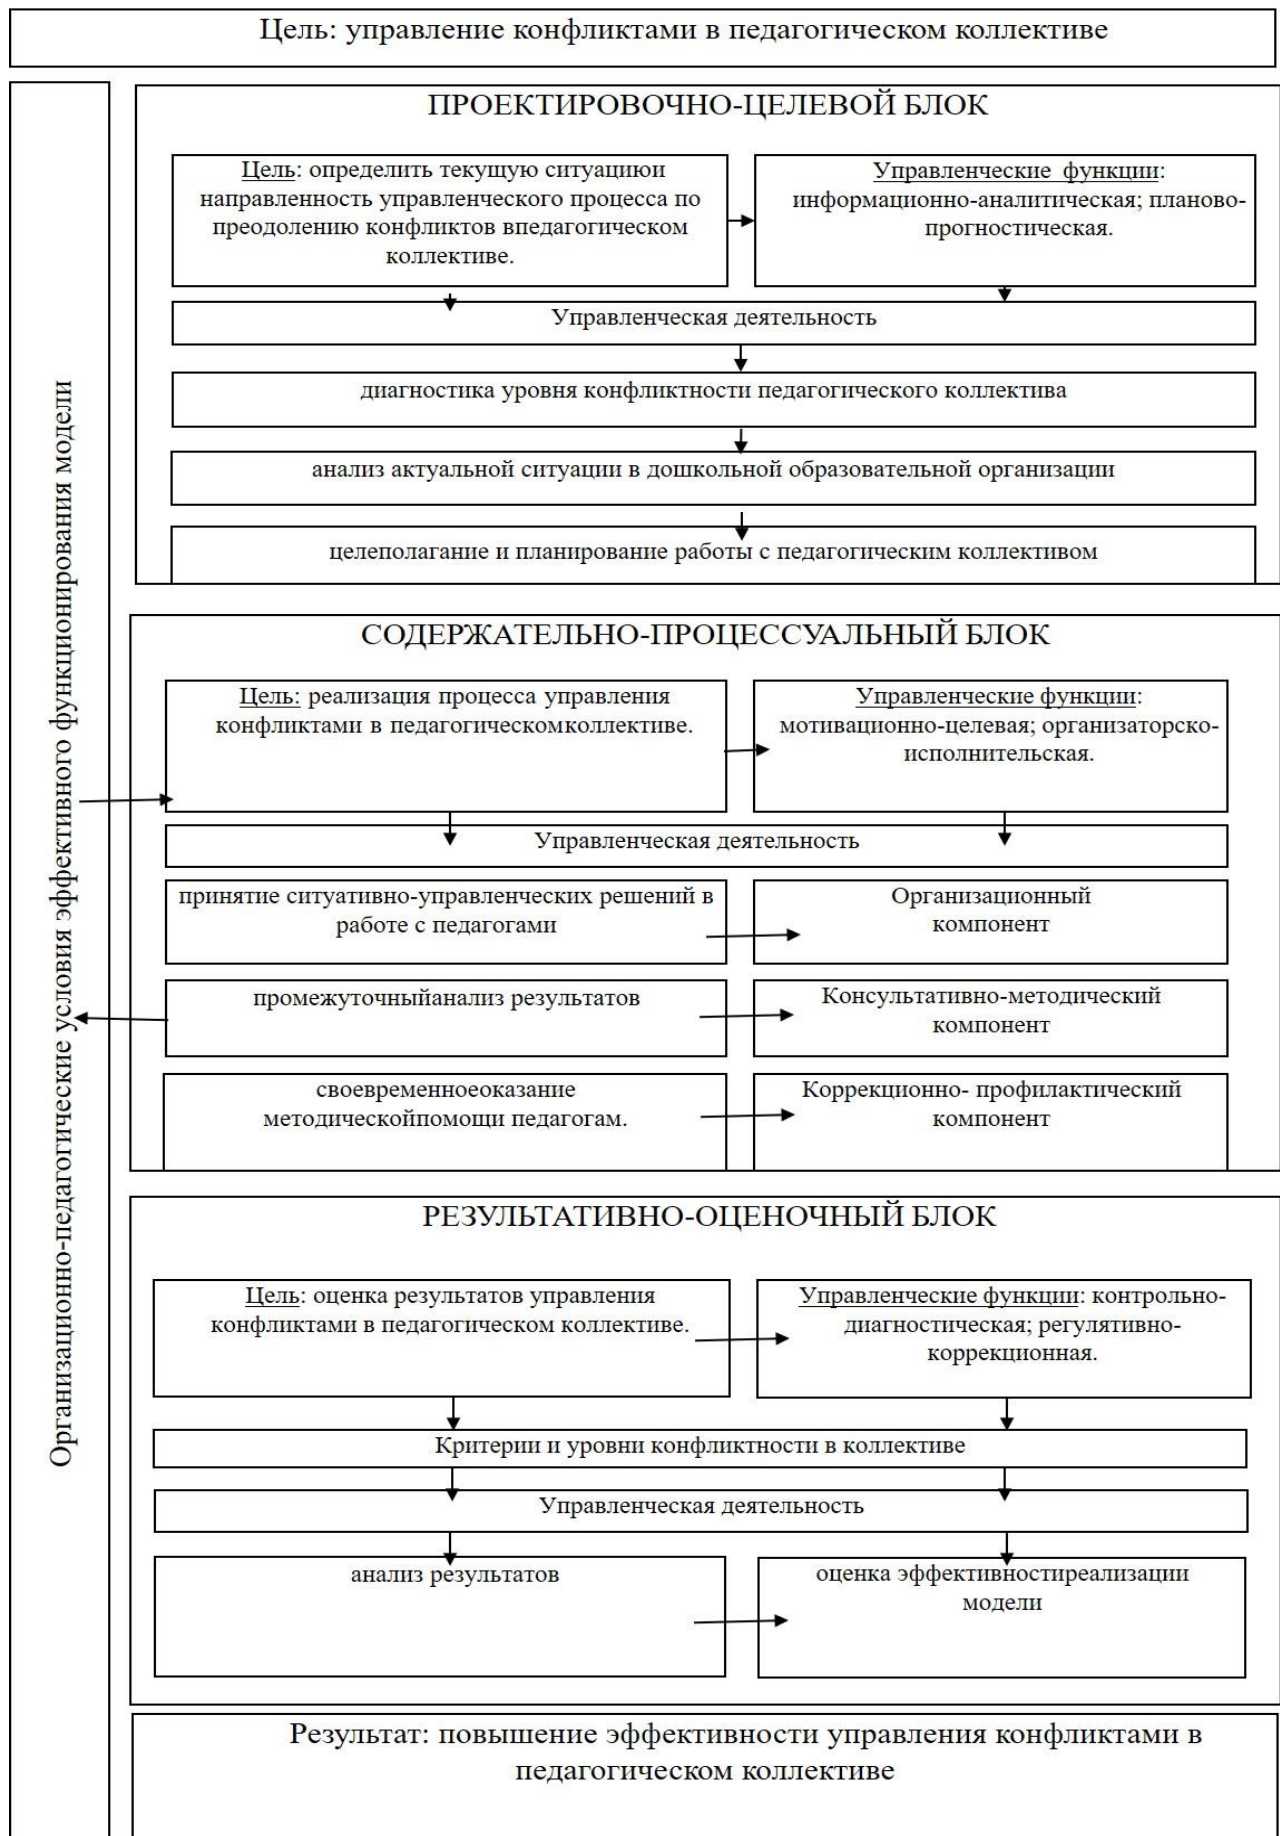 Цель: управление конфликтами в педагогическом коллективе
Организационно-педагогические условия эффективного функционирования модели
ПРОЕКТИРОВОЧНО-ЦЕЛЕВОЙ БЛОК
Цель: определить текущую ситуациюи
направленность управленческого процесса по
преодолению конфликтов впедагогическом
коллективе.
Управленческие функции:
информационно-аналитическая; планово-
прогностическая.
Управленческая деятельность
диагностика уровня конфликтности педагогического коллектива
анализ актуальной ситуации в дошкольной образовательной организации
целеполагание и планирование работы с педагогическим коллективом
СОДЕРЖАТЕЛЬНО-ПРОЦЕССУАЛЬНЫЙ БЛОК
Цель: реализация процесса управления
конфликтами в педагогическомколлективе.
Управленческие функции:
мотивационно-целевая; организаторско-
исполнительская.
Управленческая деятельность
принятие ситуативно-управленческих решений в
работе с педагогами
Организационный
компонент
промежуточныйанализ результатов
Консультативно-методический
компонент
своевременноеоказание
методическойпомощи педагогам.
Коррекционно- профилактический
компонент
РЕЗУЛЬТАТИВНО-ОЦЕНОЧНЫЙ БЛОК
Цель: оценка результатов управления
конфликтами в педагогическом коллективе.
Управленческие функции: контрольно-
диагностическая; регулятивно-
коррекционная.
Критерии и уровни конфликтности в коллективе
Управленческая деятельность
анализ результатов
оценка эффективностиреализации
модели
Результат: повышение эффективности управления конфликтами в
педагогическом коллективе